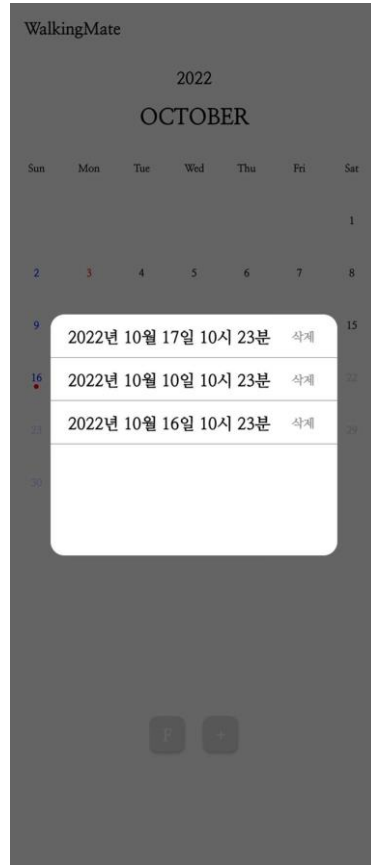 WalkingMate
2022
OCTOBER
Sun Mon Tue Wed Thu Fri Sat
1
2 3 4 5 6 7 8
9 15
2022년 10월 17일 10시 23분 삭제
16 22
2022년 10월 10일 10시 23분 삭제
23 29
2022년 10월 16일 10시 23분 삭제
30
F +